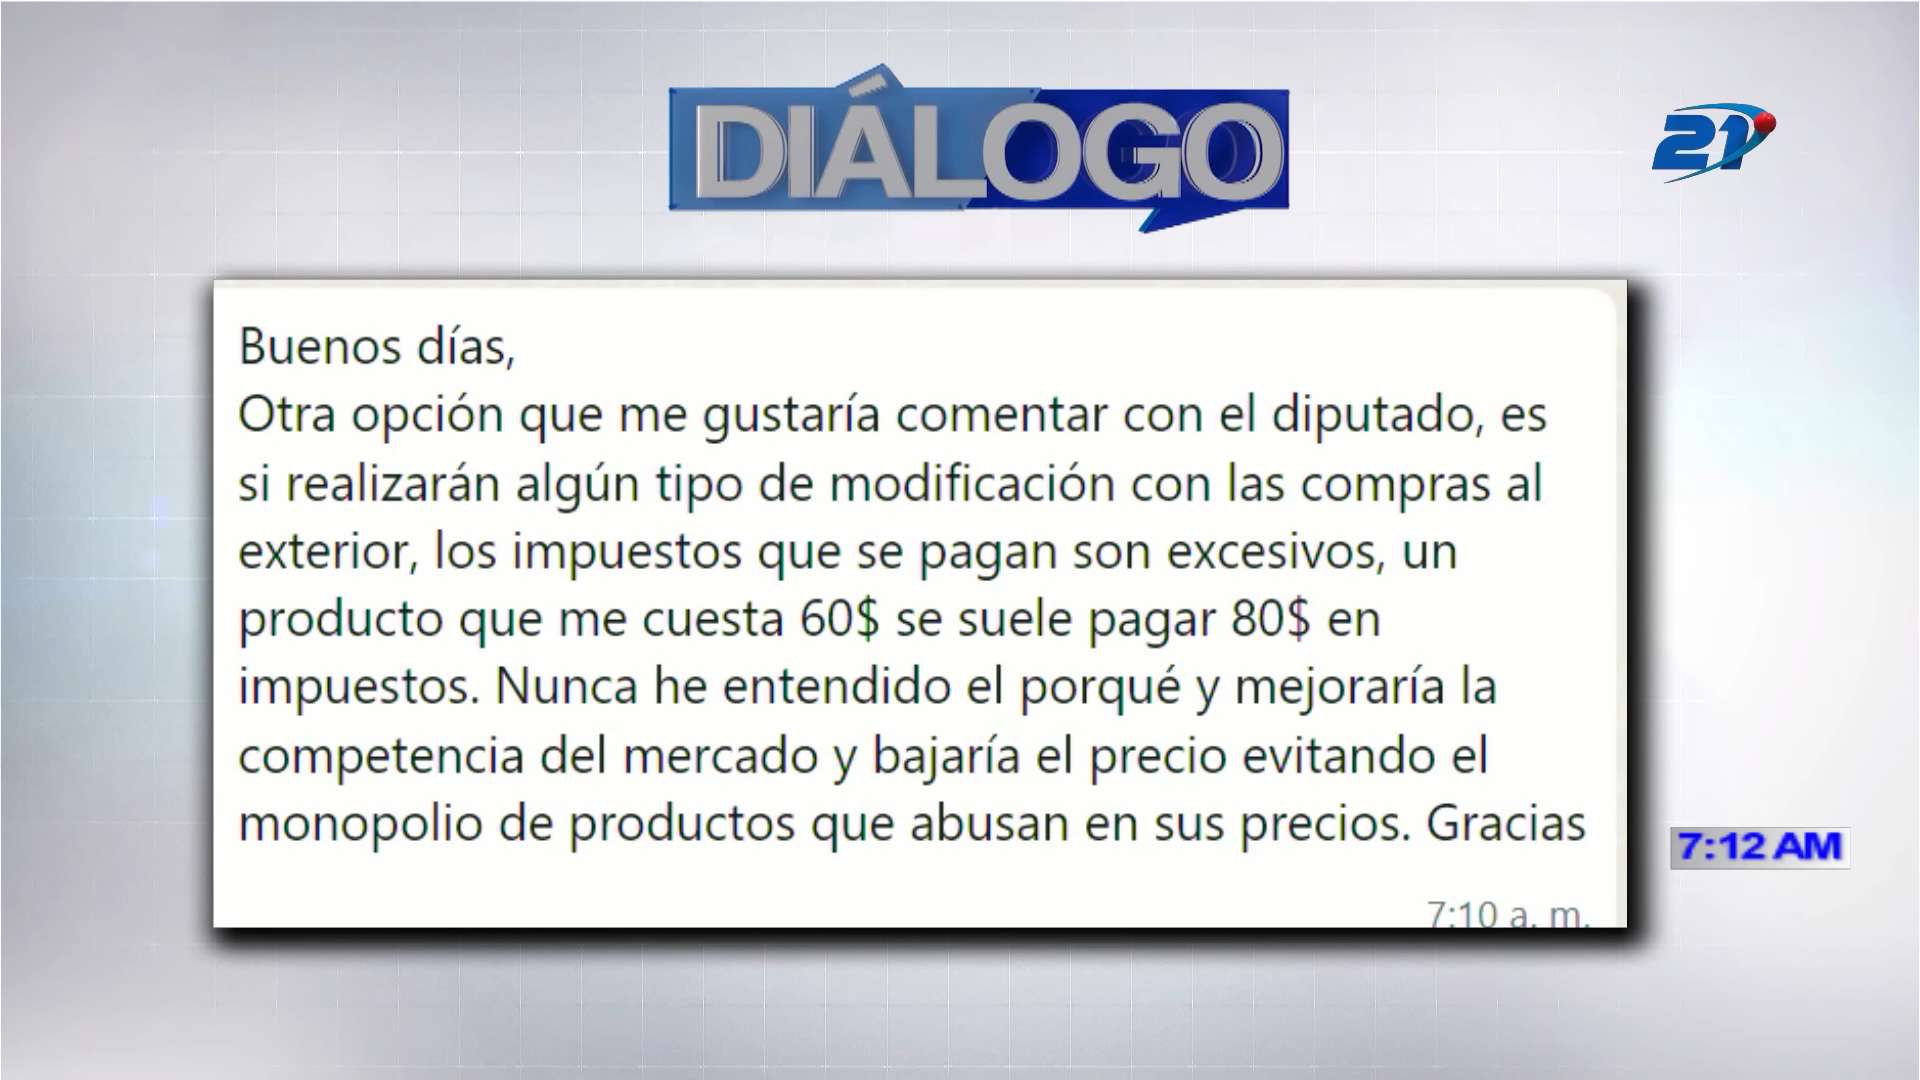 DIÁLOGO
21
Buenos días,
Otra opción que me gustaría comentar con el diputado, es
si realizarán algún tipo de modificación con las compras al
exterior, los impuestos que se pagan son excesivos, un
producto que me cuesta 60$ se suele pagar 80$ en
impuestos. Nunca he entendido el porqué y mejoraría la
competencia del mercado y bajaría el precio evitando el
monopolio de productos que abusan en sus precios. Gracias
7:12 AM
7:10 a. m.